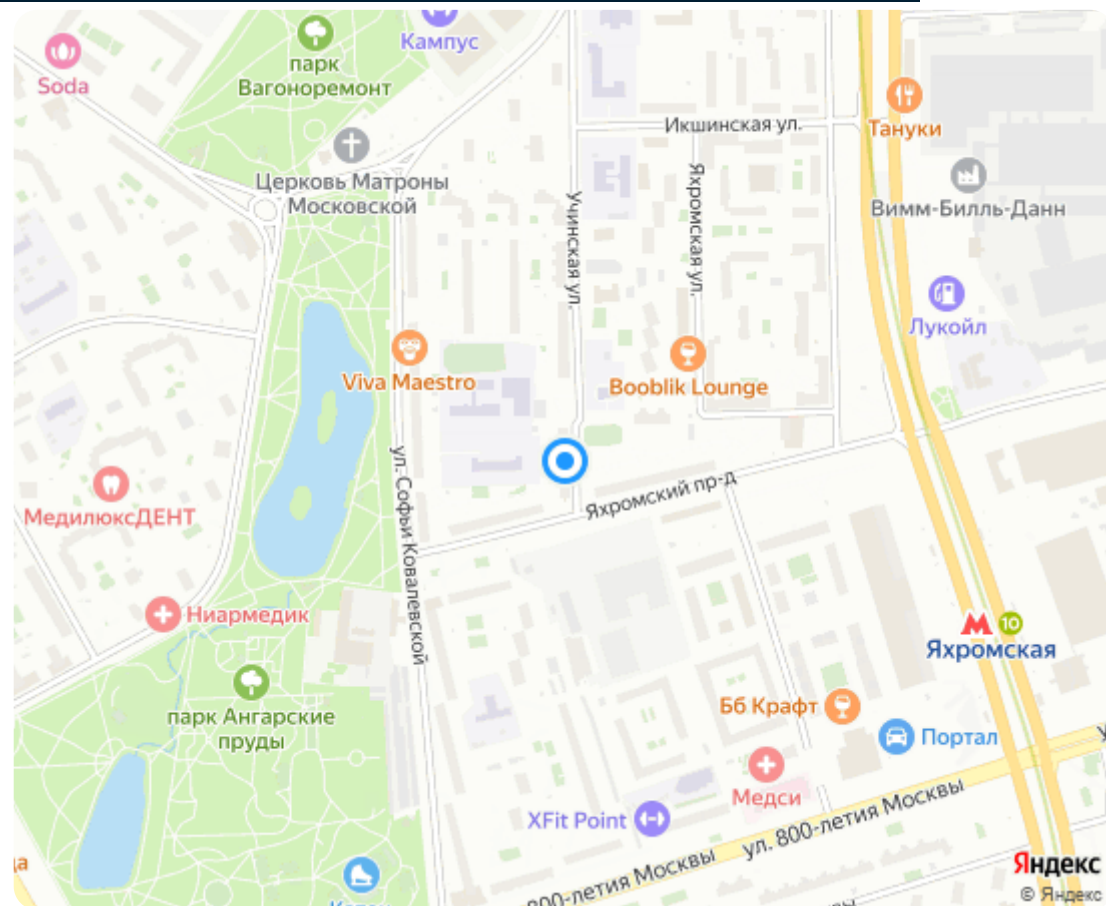 Кампус
Soda
парк
Вагоноремонт
Икшинская ул.
Тануки
Церковь Матроны
Московской
Яхромская ул.
Учинская ул.
Вимм-Билль-Данн
Лукойл
Viva Maestro
Booblik Lounge
ул. Софьи Ковалевской
МедилюксДЕНТ
Яхромский пр-д
Ниармедик
10
Яхромская
парк Ангарские
пруды
Бб Крафт
Портал
Медси
XFit Point
ул. 800-летия Москвы
800-летия Москвы
Яндекс
© Яндекс